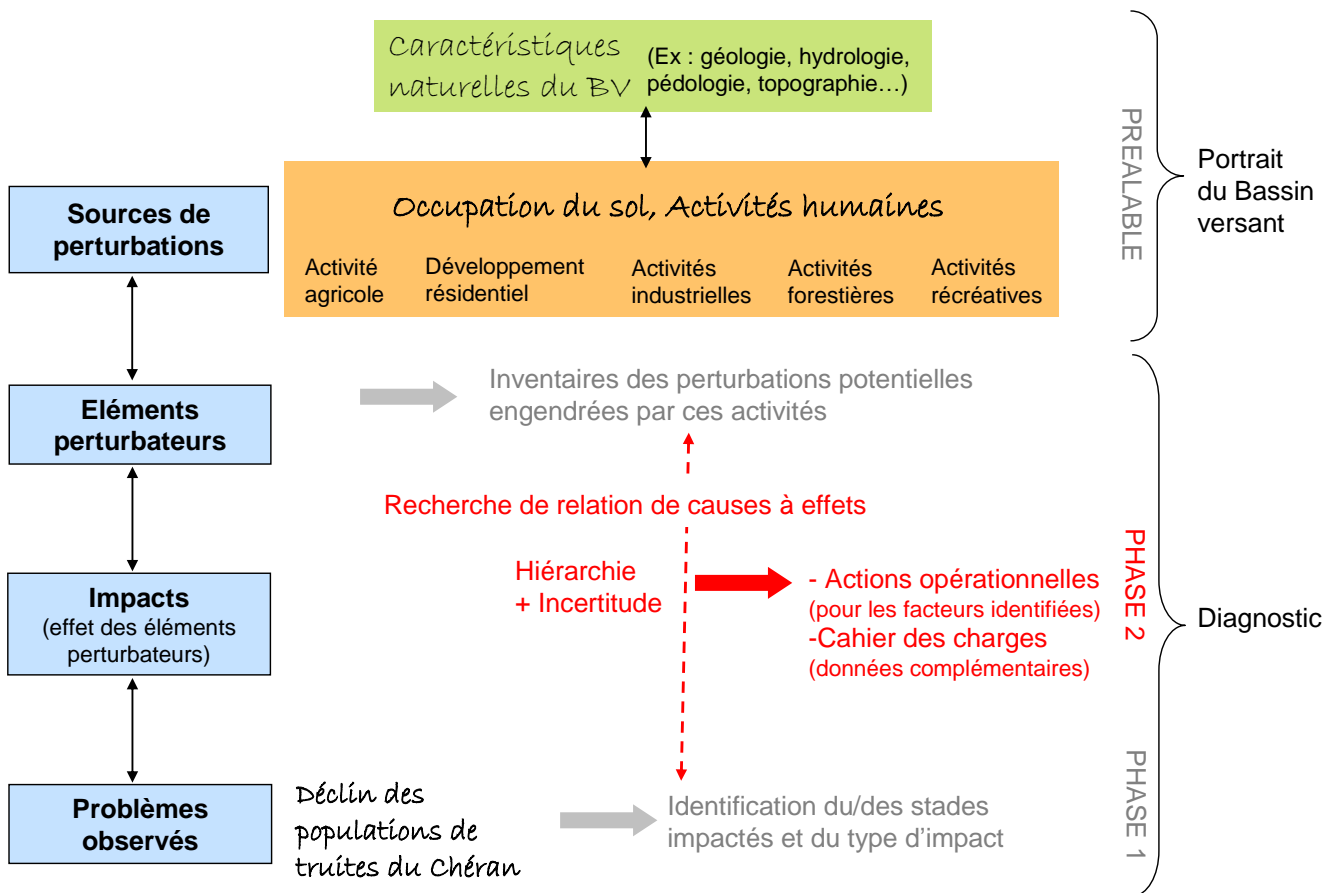 Caractéristiques
naturelles du BV
(Ex : géologie, hydrologie,
pédologie, topographie…)
PREALABLE
Portrait
du Bassin
versant
Sources de
perturbations
Occupation du sol, Activités humaines
Activité
agricole
Développement
résidentiel
Activités
industrielles
Activités
forestières
Activités
récréatives
Eléments
perturbateurs
Inventaires des perturbations potentielles
engendrées par ces activités
Recherche de relation de causes à effets
Hiérarchie
+ Incertitude
- Actions opérationnelles
(pour les facteurs identifiées)
-Cahier des charges
(données complémentaires)
PHASE 2
Diagnostic
Impacts
(effet des éléments
perturbateurs)
Problèmes
observés
Déclin des
populations de
truites du Chéran
Identification du/des stades
impactés et du type d'impact
PHASE 1